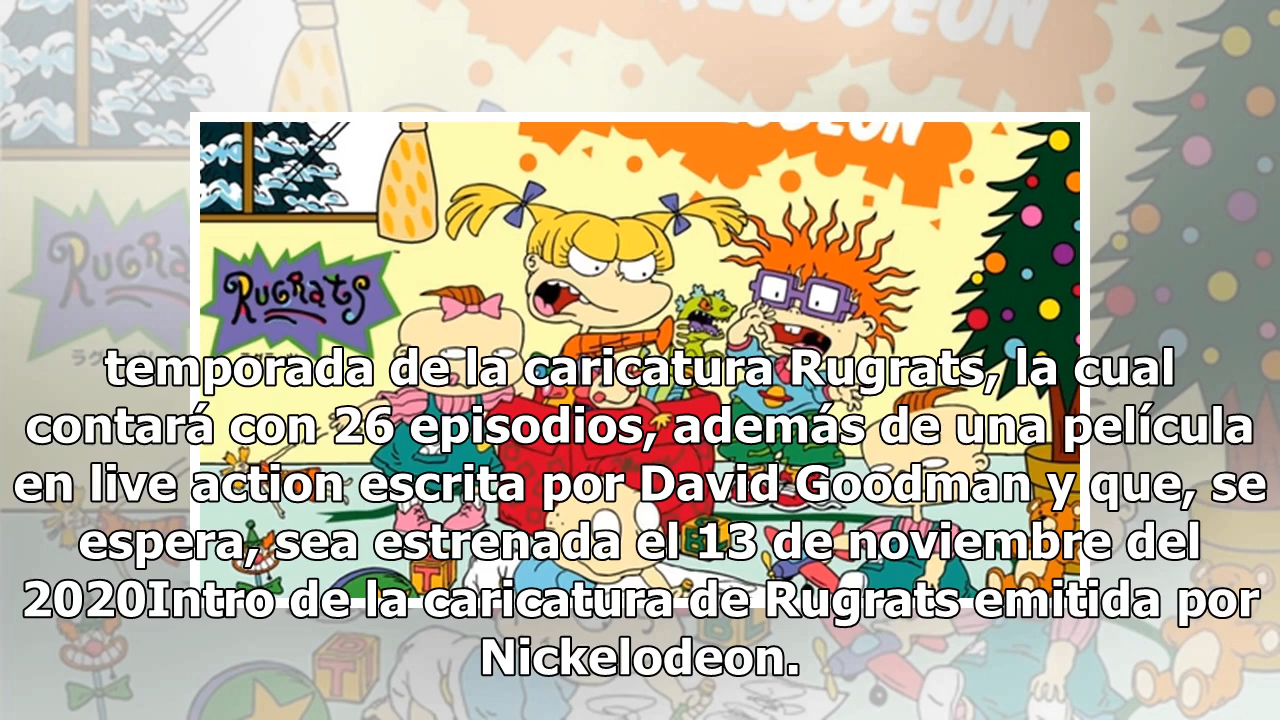 Rugrats
temporada de la caricatura Rugrats, la cual
contará con 26 episodios, además de una película
en live action escrita por David Goodman y que, se
espera, sea estrenada el 13 de noviembre del
2020Intro de la caricatura de Rugrats emitida por
Nickelodeon.